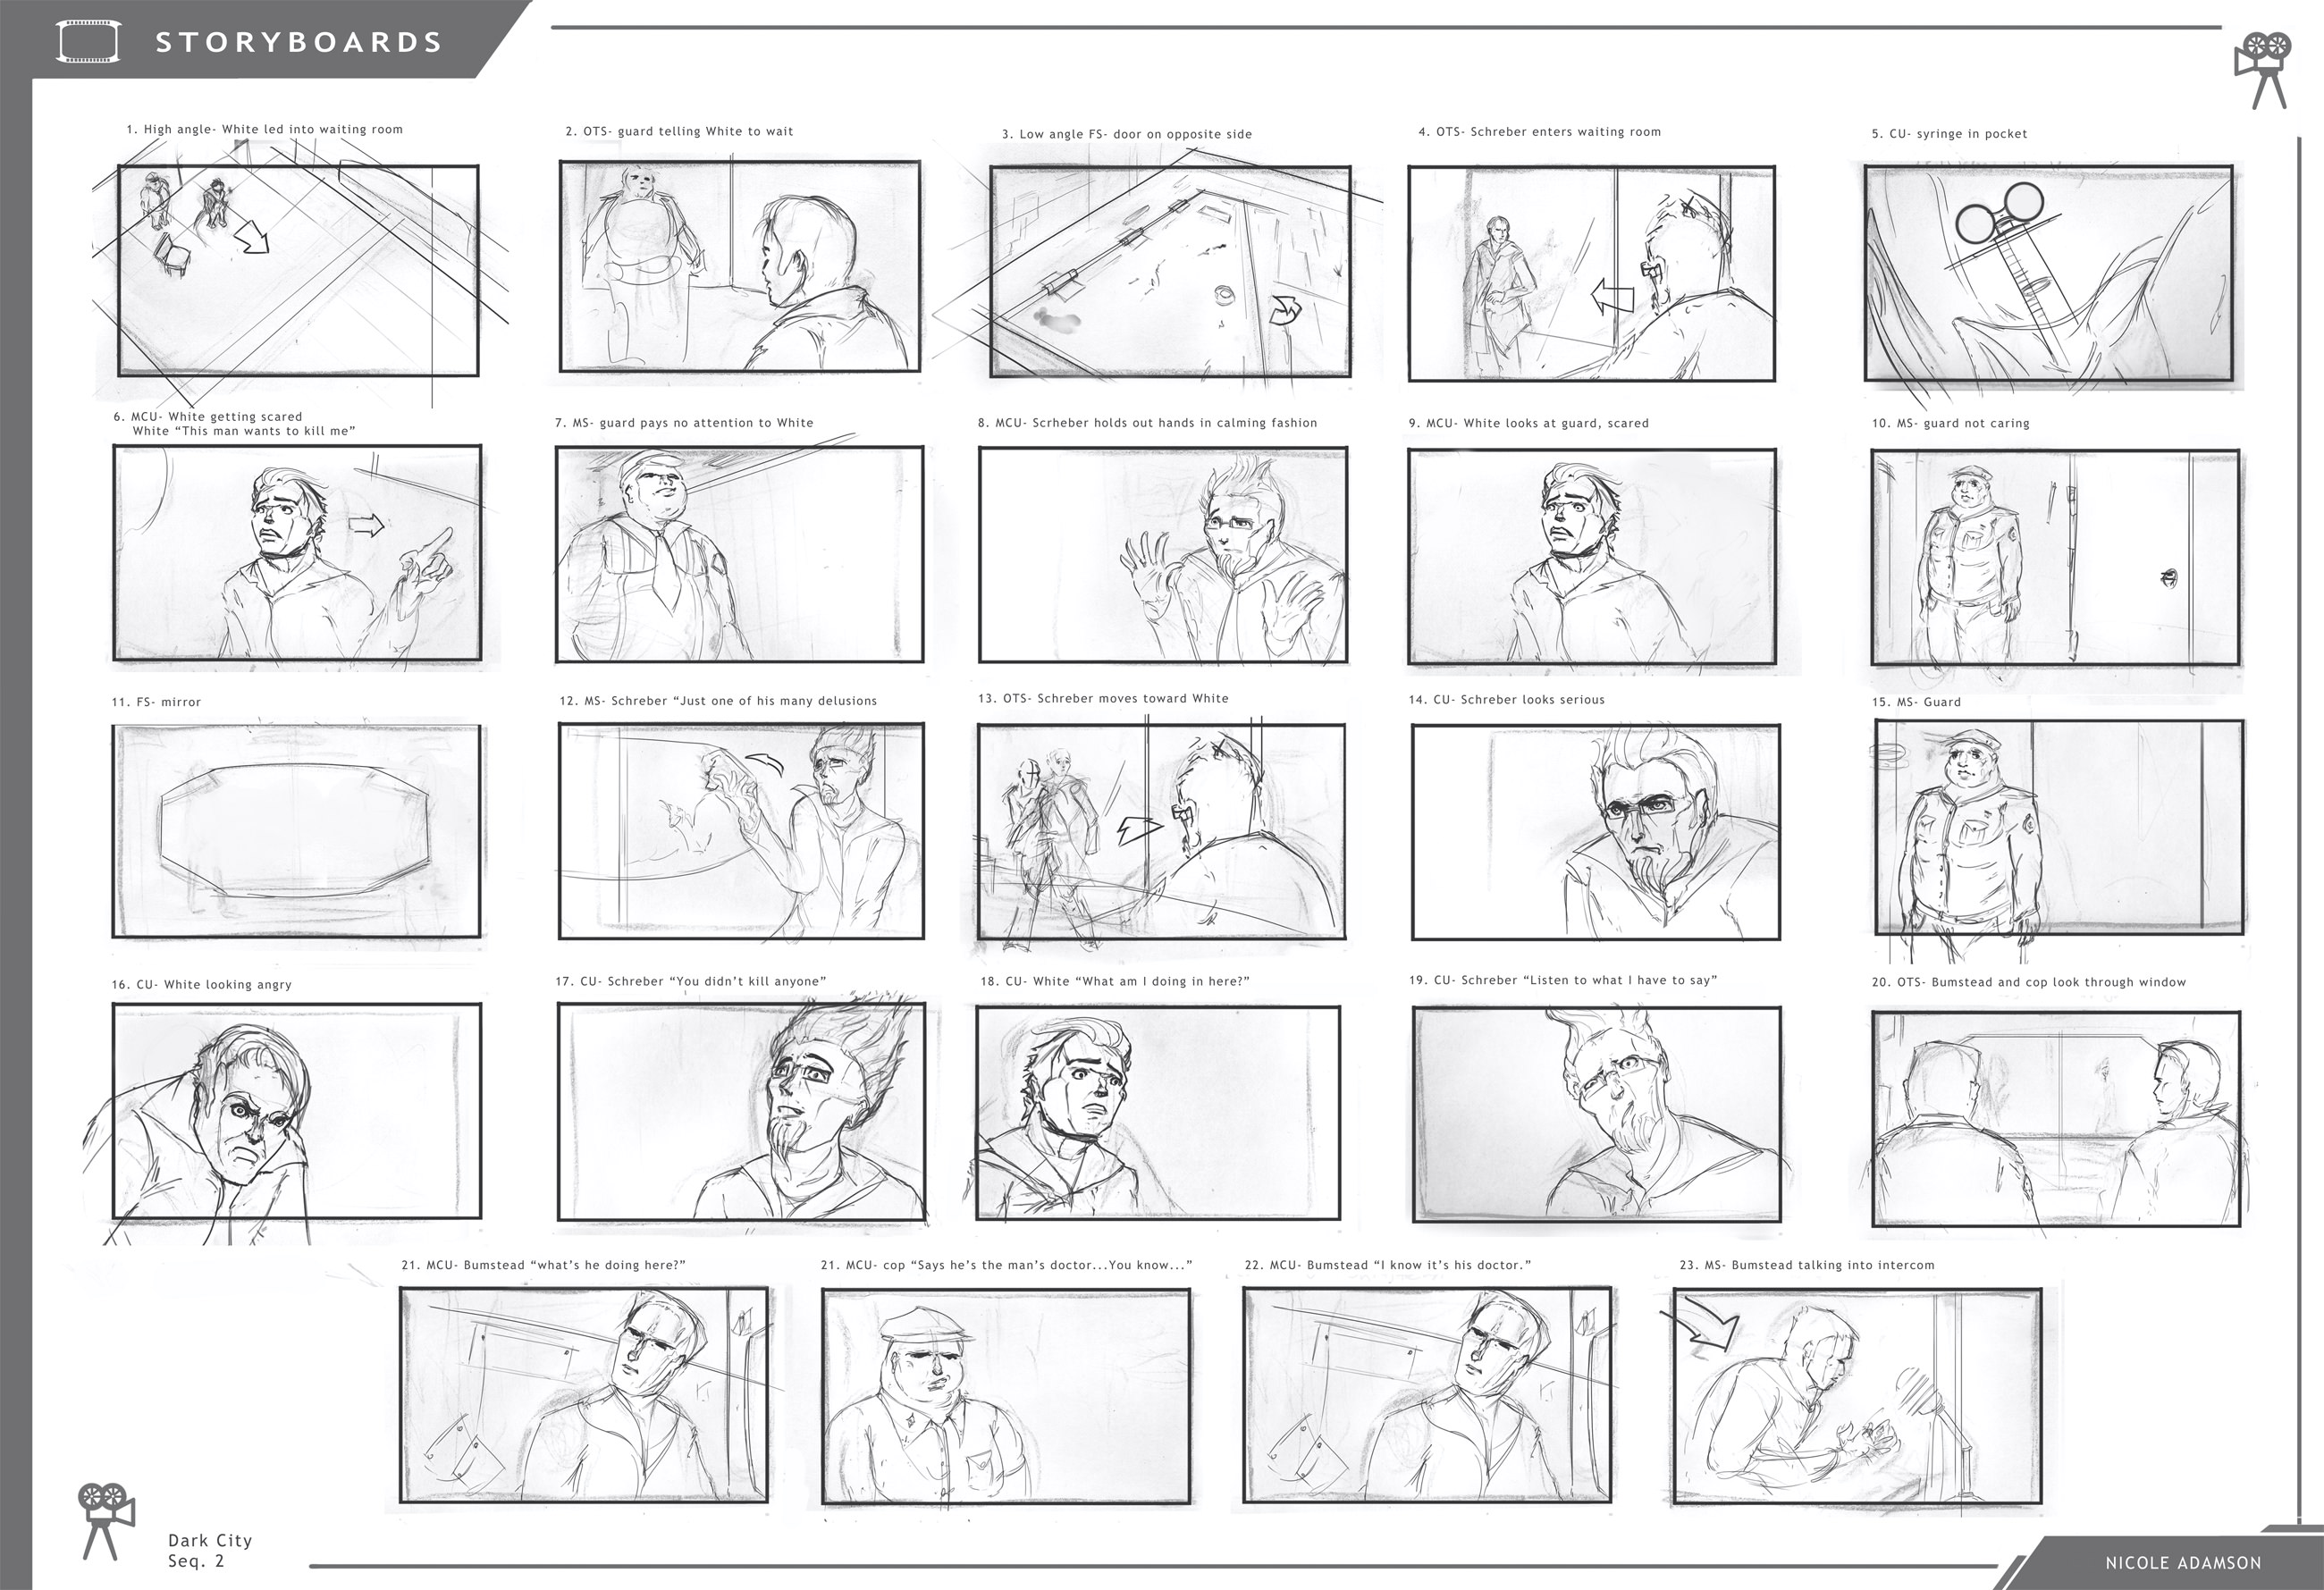 STORYBOARDS
1. High angle- White led into waiting room
2. OTS- guard telling White to wait
3. Low angle FS- door on opposite side
4. OTS- Schreber enters waiting room
5. CU- syringe in pocket
6. MCU- White getting scared
White “This man wants to kill me”
7. MS- guard pays no attention to White
8. MCU- Scrheber holds out hands in calming fashion
9. MCU- White looks at guard, scared
10. MS- guard not caring
11. FS- mirror
12. MS- Schreber “Just one of his many delusions
13. OTS- Schreber moves toward White
14. CU- Schreber looks serious
15. MS- Guard
16. CU- White looking angry
17. CU- Schreber “You didn’t kill anyone”
18. CU- White “What am I doing in here?”
19. CU- Schreber “Listen to what I have to say”
20. OTS- Bumstead and cop look through window
21. MCU- Bumstead “what’s he doing here?”
21. MCU- cop “Says he’s the man’s doctor...You know...”
22. MCU- Bumstead “I know it’s his doctor.”
23. MS- Bumstead talking into intercom
Dark City
Seq. 2
NICOLE ADAMSON